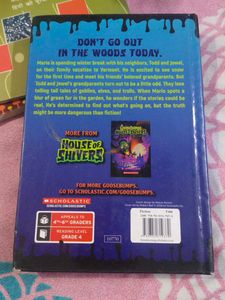 DON'T GO OUT
IN THE WOODS TODAY.
Mario is spending winter break with his neighbors, Todd and Jewel,
on their family vacation to Vermont. He is excited to see snow
for the first time and meet his friends' beloved grandparents. But
Todd and Jewel's grandparents turn out to be a little odd. They love
telling tall tales of goblins, elves, and trolls. When Mario spots a
blur of green fur in the garden, he wonders if the stories could be
real. He's determined to find out what's going on, but the truth
might be more dangerous than fiction!
MORE FROM
HOUSE OF
SHIVERS
FOR MORE GOOSEBUMPS,
GO TO SCHOLASTIC.COM/GOOSEBUMPS.
SCHOLASTIC
SCHOLASTIC.COM
APPEALS TO
4TH–6TH GRADERS
READING LEVEL
GRADE 4